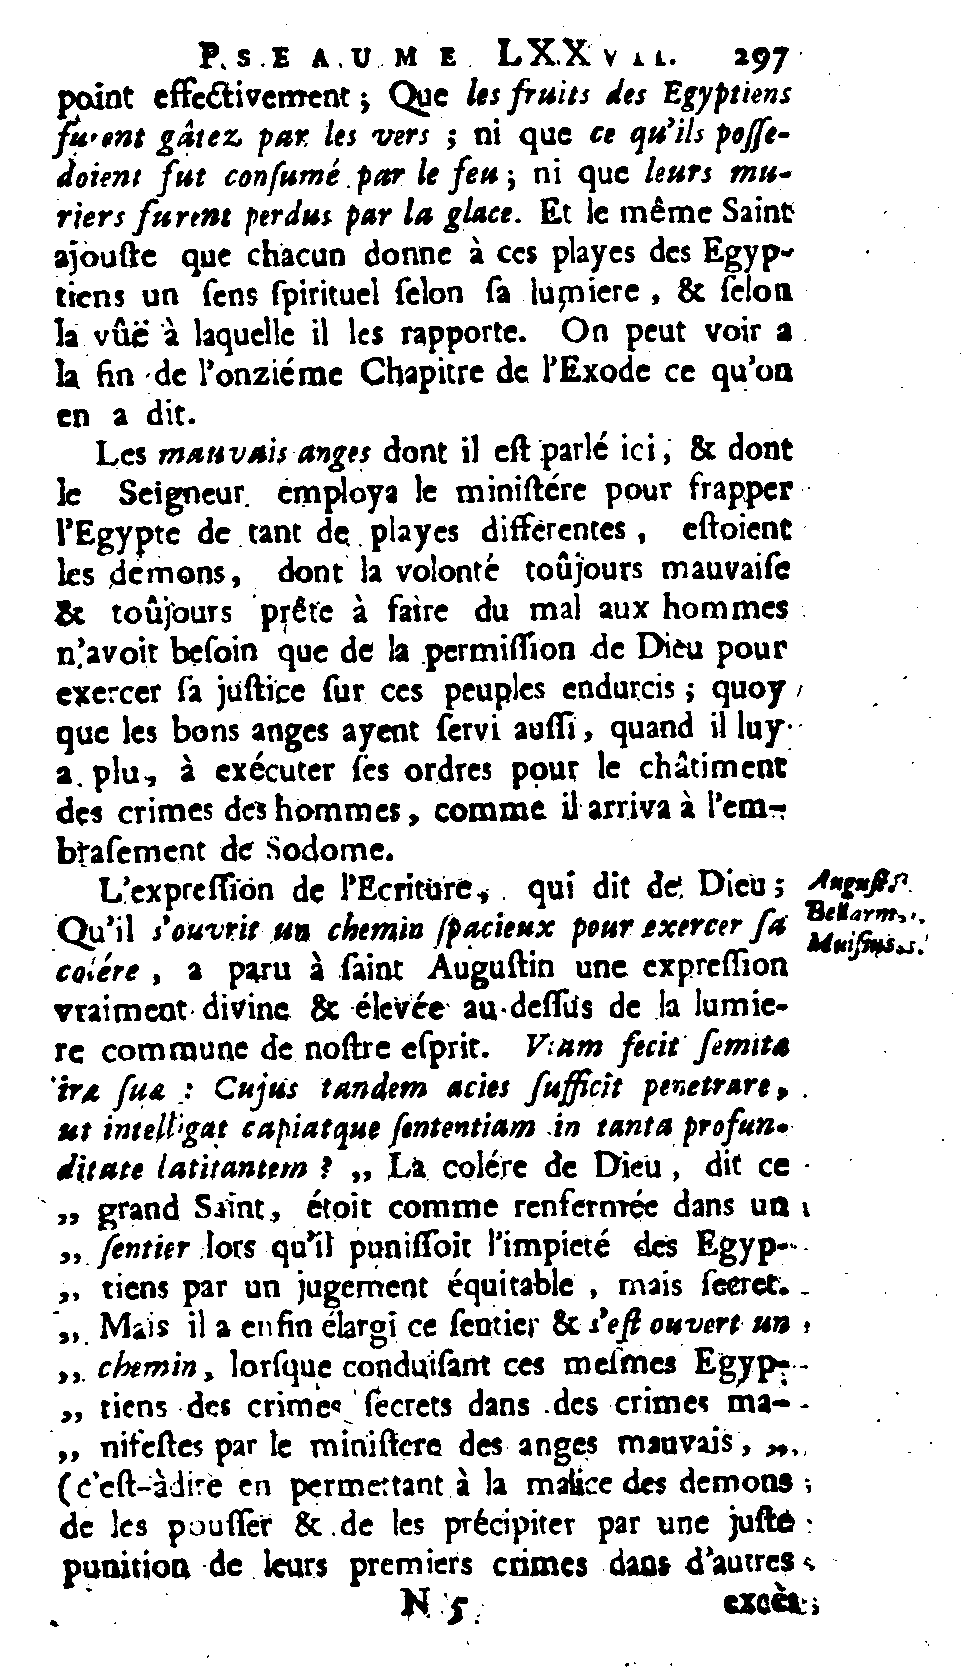 PSEAUME LXXVII. 297
point effectivement; Que les fruits des Egyptiens
furent gâtez par les vers; ni que ce qu'ils posse-
doient fut consumé par le feu; ni que leurs mu-
riers furent perdus par la glace. Et le même Saint
ajouste que chacun donne à ces playes des Egyp-
tiens un sens spirituel selon sa lumiere, & selon
la vûë à laquelle il les rapporte. On peut voir a
la fin de l'onziéme Chapitre de l'Exode ce qu'on
en a dit.
Les mauvais anges dont il est parlé ici, & dont
le Seigneur employa le ministére pour frapper
l'Egypte de tant de playes differentes, estoient
les demons, dont la volonté toûjours mauvaise
& toûjours prête à faire du mal aux hommes
n'avoit besoin que de la permission de Dieu pour
exercer sa justice sur ces peuples endurcis; quoy
que les bons anges ayent servi aussi, quand il luy
a plu, à exécuter ses ordres pour le châtiment
des crimes des hommes, comme il arriva à l'em-
brasement de Sodome.
L'expression de l'Ecriture, qui dit de Dieu;
Qu'il s'ouvrit un chemin spacieux pour exercer sa
colére, a paru à saint Augustin une expression
vraiment divine & élevée au dessus de la lumie-
re commune de nostre esprit. Viam fecit semita
iræ suæ : Cujus tandem acies sufficit penetrare,
ut intelligat capiatque sententiam in tanta profun-
ditate latitantem ? „ La colére de Dieu, dit ce
„ grand Saint, étoit comme renfermée dans un
„ sentier lors qu'il punissoit l'impieté des Egyp-
„ tiens par un jugement équitable, mais secret.
„ Mais il a enfin élargi ce sentier & s'est ouvert un
„ chemin, lorsque conduisant ces mesmes Egyp-
„ tiens des crimes secrets dans des crimes ma-
„ nifestes par le ministere des anges mauvais, „
(c'est-àdire en permettant à la malice des demons
de les pousser & de les précipiter par une juste
punition de leurs premiers crimes dans d'autres
N 5 excès;
August.
Bellarm.
Muisius.